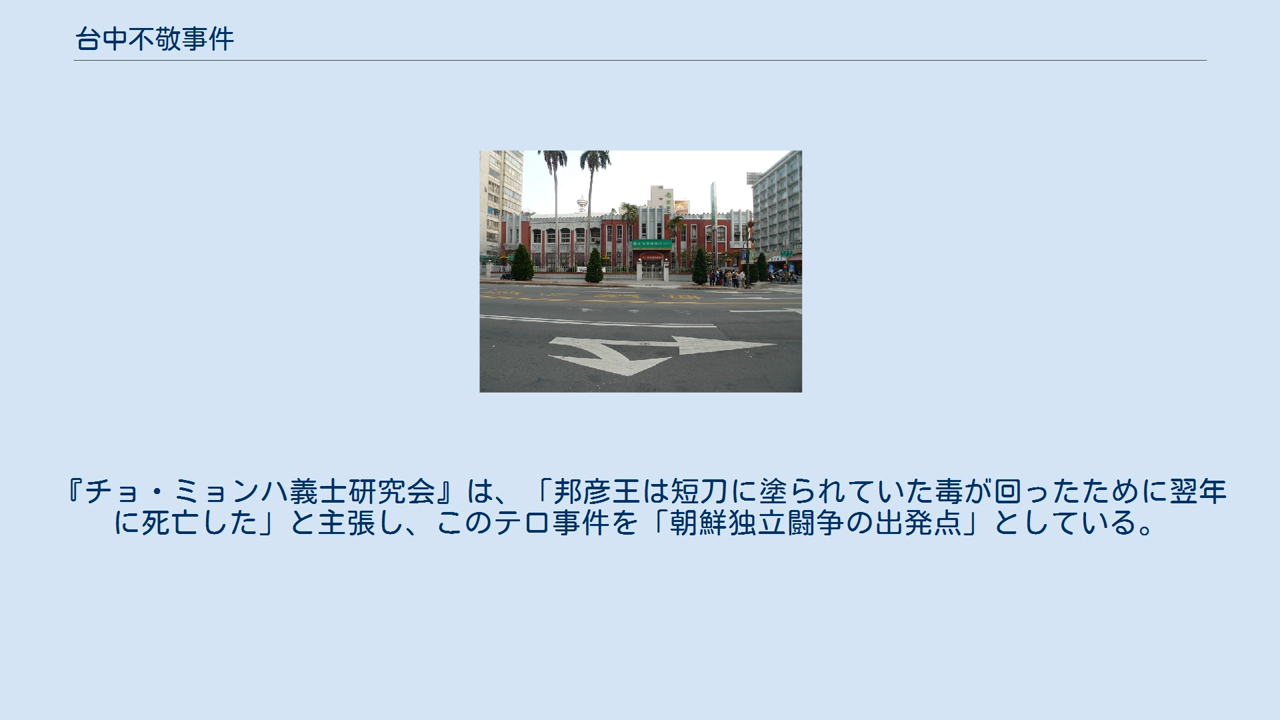 台中不敬事件
『チョ・ミョンハ義士研究会』は、「邦彦王は短刀に塗られていた毒が回ったために翌年
に死亡した」と主張し、このテロ事件を「朝鮮独立闘争の出発点」としている。